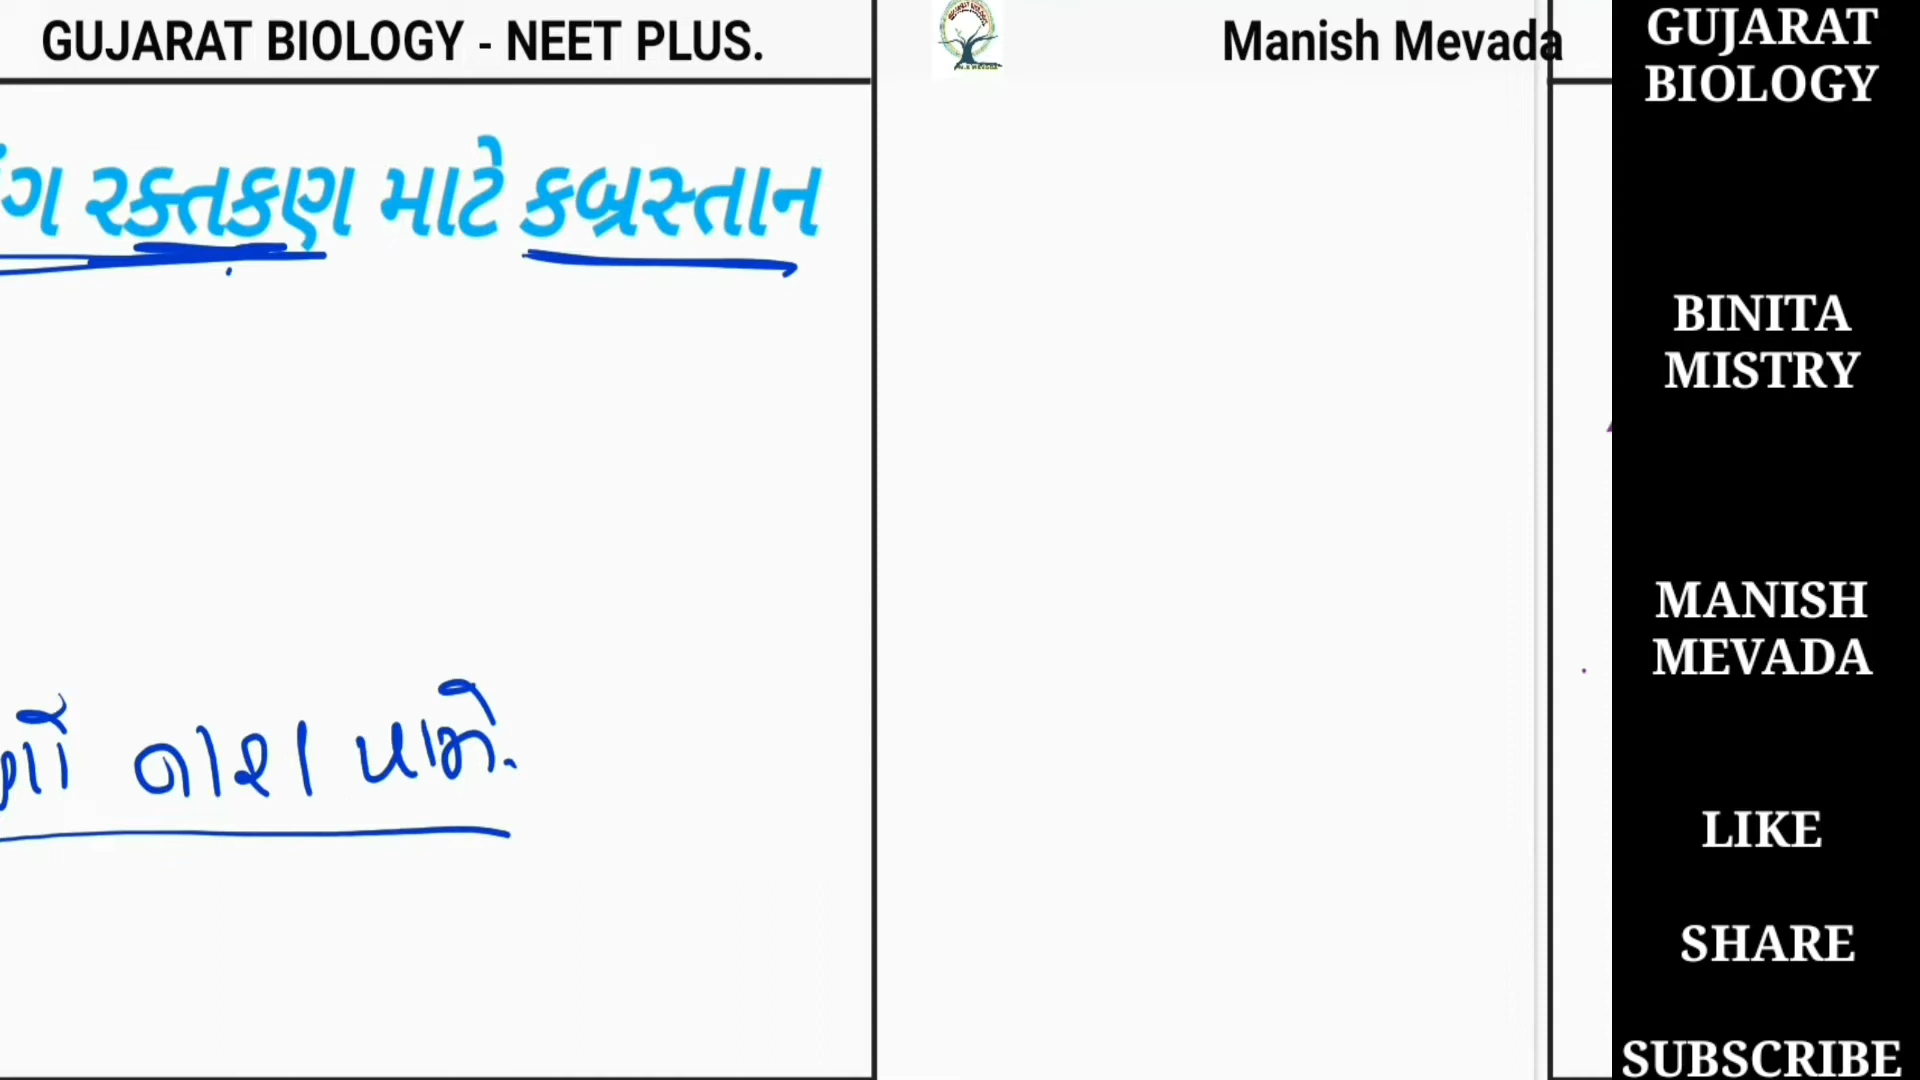 GUJARAT BIOLOGY - NEET PLUS.
Manish Mevada
રક્તકણ માટે કબ્રસ્તાન
નાશ પામે.
GUJARAT
BIOLOGY
BINITA
MISTRY
MANISH
MEVADA
LIKE
SHARE
SUBSCRIBE